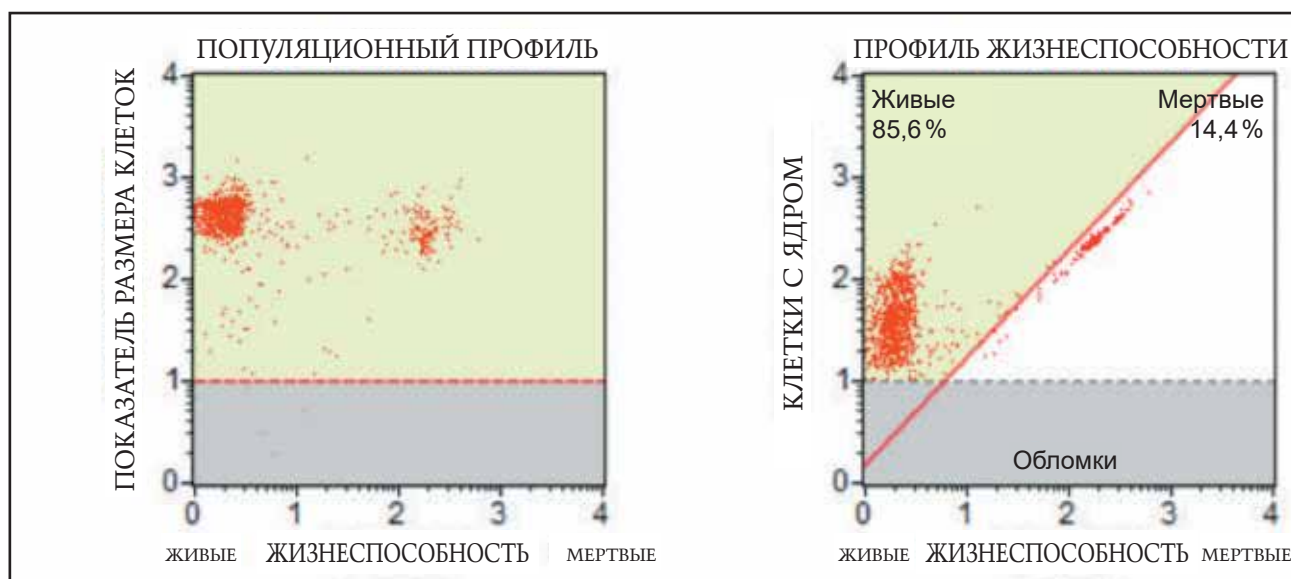 ПОПУЛЯЦИОННЫЙ ПРОФИЛЬ
ПОКАЗАТЕЛЬ РАЗМЕРА КЛЕТОК
4
3
2
1
0
0 1 2 3 4
ЖИВЫЕ ЖИЗНЕСПОСОБНОСТЬ МЕРТВЫЕ
ПРОФИЛЬ ЖИЗНЕСПОСОБНОСТИ
КЛЕТКИ С ЯДРОМ
4
Живые Мертвые
85,6 % 14,4 %
3
2
1
Обломки
0
0 1 2 3 4
ЖИВЫЕ ЖИЗНЕСПОСОБНОСТЬ МЕРТВЫЕ